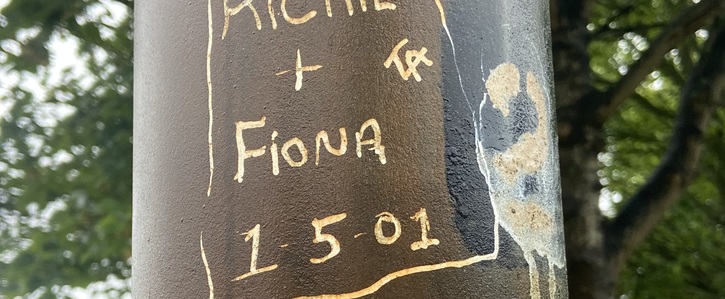 RICHIE
+
FiONA
1-5-01